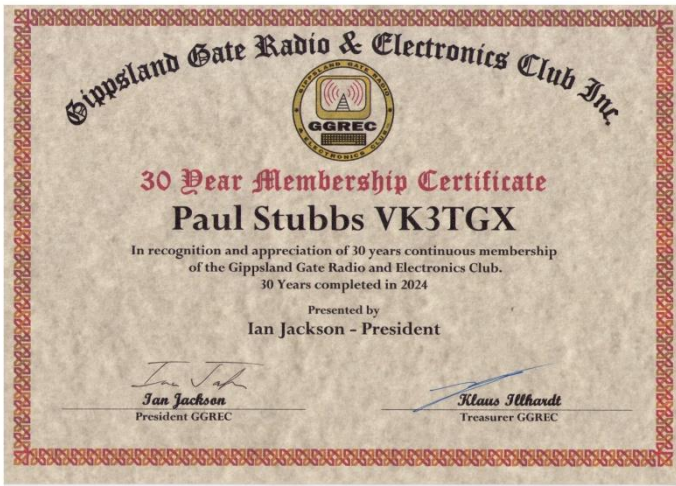 Gippsland Gate Radio & Electronics Club Inc.
GIPPSLAND GATE RADIO
GGREC
& ELECTRONICS CLUB
30 Year Membership Certificate
Paul Stubbs VK3TGX
In recognition and appreciation of 30 years continuous membership
of the Gippsland Gate Radio and Electronics Club.
30 Years completed in 2024
Presented by
Ian Jackson - President
Ian Jackson
President GGREC
Klaus Illhardt
Treasurer GGREC